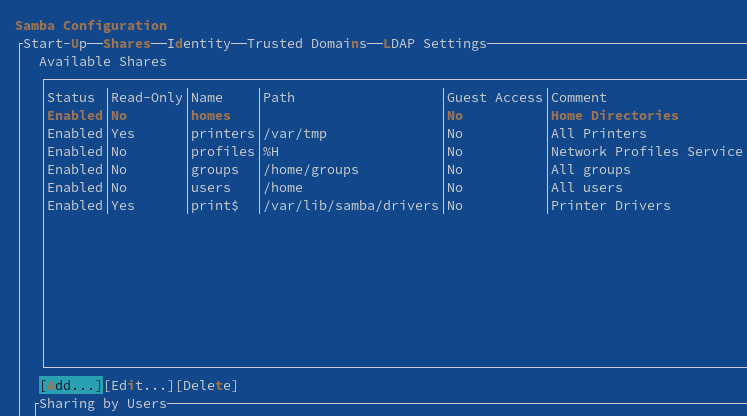 Samba Configuration
Start-Up Shares Identity Trusted Domains LDAP Settings
Available Shares
Status Read-Only Name Path Guest Access Comment
Enabled No homes No Home Directories
Enabled Yes printers /var/tmp No All Printers
Enabled No profiles %H No Network Profiles Service
Enabled No groups /home/groups No All groups
Enabled No users /home No All users
Enabled Yes print$ /var/lib/samba/drivers No Printer Drivers
[Add...][Edit...][Delete]
Sharing by Users